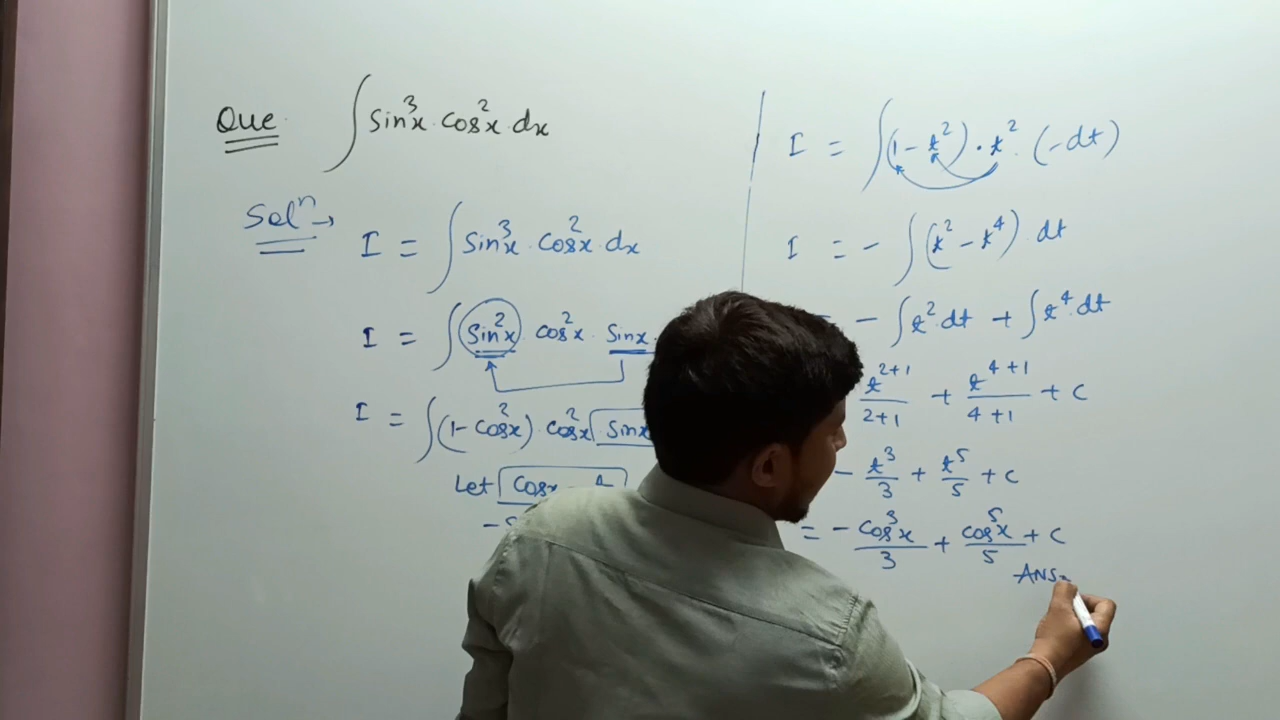 Que. ∫ sin³x · cos²x · dx
Solⁿ → I = ∫ sin³x · cos²x · dx
I = ∫ sin²x cos²x · sinx.
I = ∫ (1 - cos²x) · cos²x sinx
Let cosx = t
I = ∫ (1 - t²) · t² · (-dt)
I = - ∫ (t² - t⁴) dt
= - ∫ t² dt + ∫ t⁴ dt
t²⁺¹/2+1 + t⁴⁺¹/4+1 + c
- t³/3 + t⁵/5 + c
= - cos³x/3 + cos⁵x/5 + c
ANS